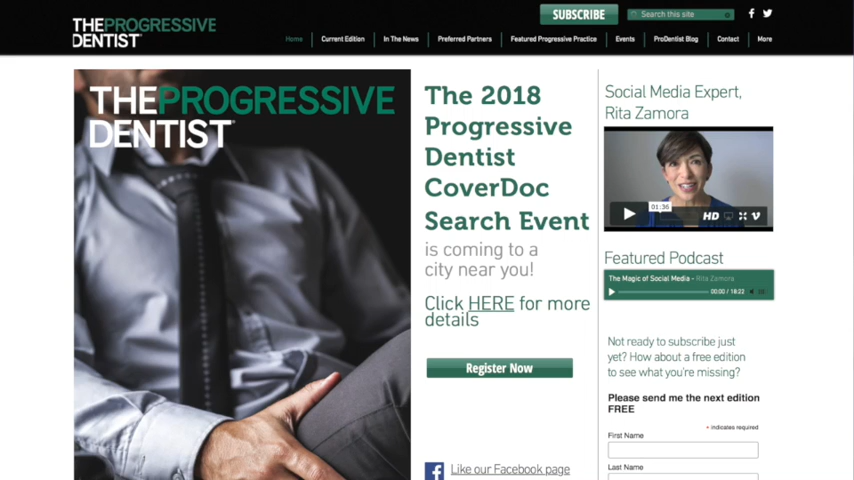 THEPROGRESSIVE
DENTIST
SUBSCRIBE
Search this site
Home
Current Edition
In The News
Preferred Partners
Featured Progressive Practice
Events
ProDentist Blog
Contact
More
THEPROGRESSIVE
DENTIST
The 2018
Progressive
Dentist
CoverDoc
Search Event
is coming to a
city near you!
Click HERE for more
details
Register Now
Like our Facebook page
Social Media Expert,
Rita Zamora
01:36
HD
Featured Podcast
The Magic of Social Media - Rita Zamora
00:00 / 18:22
Not ready to subscribe just
yet? How about a free edition
to see what you're missing?
Please send me the next edition
FREE
* indicates required
First Name
Last Name